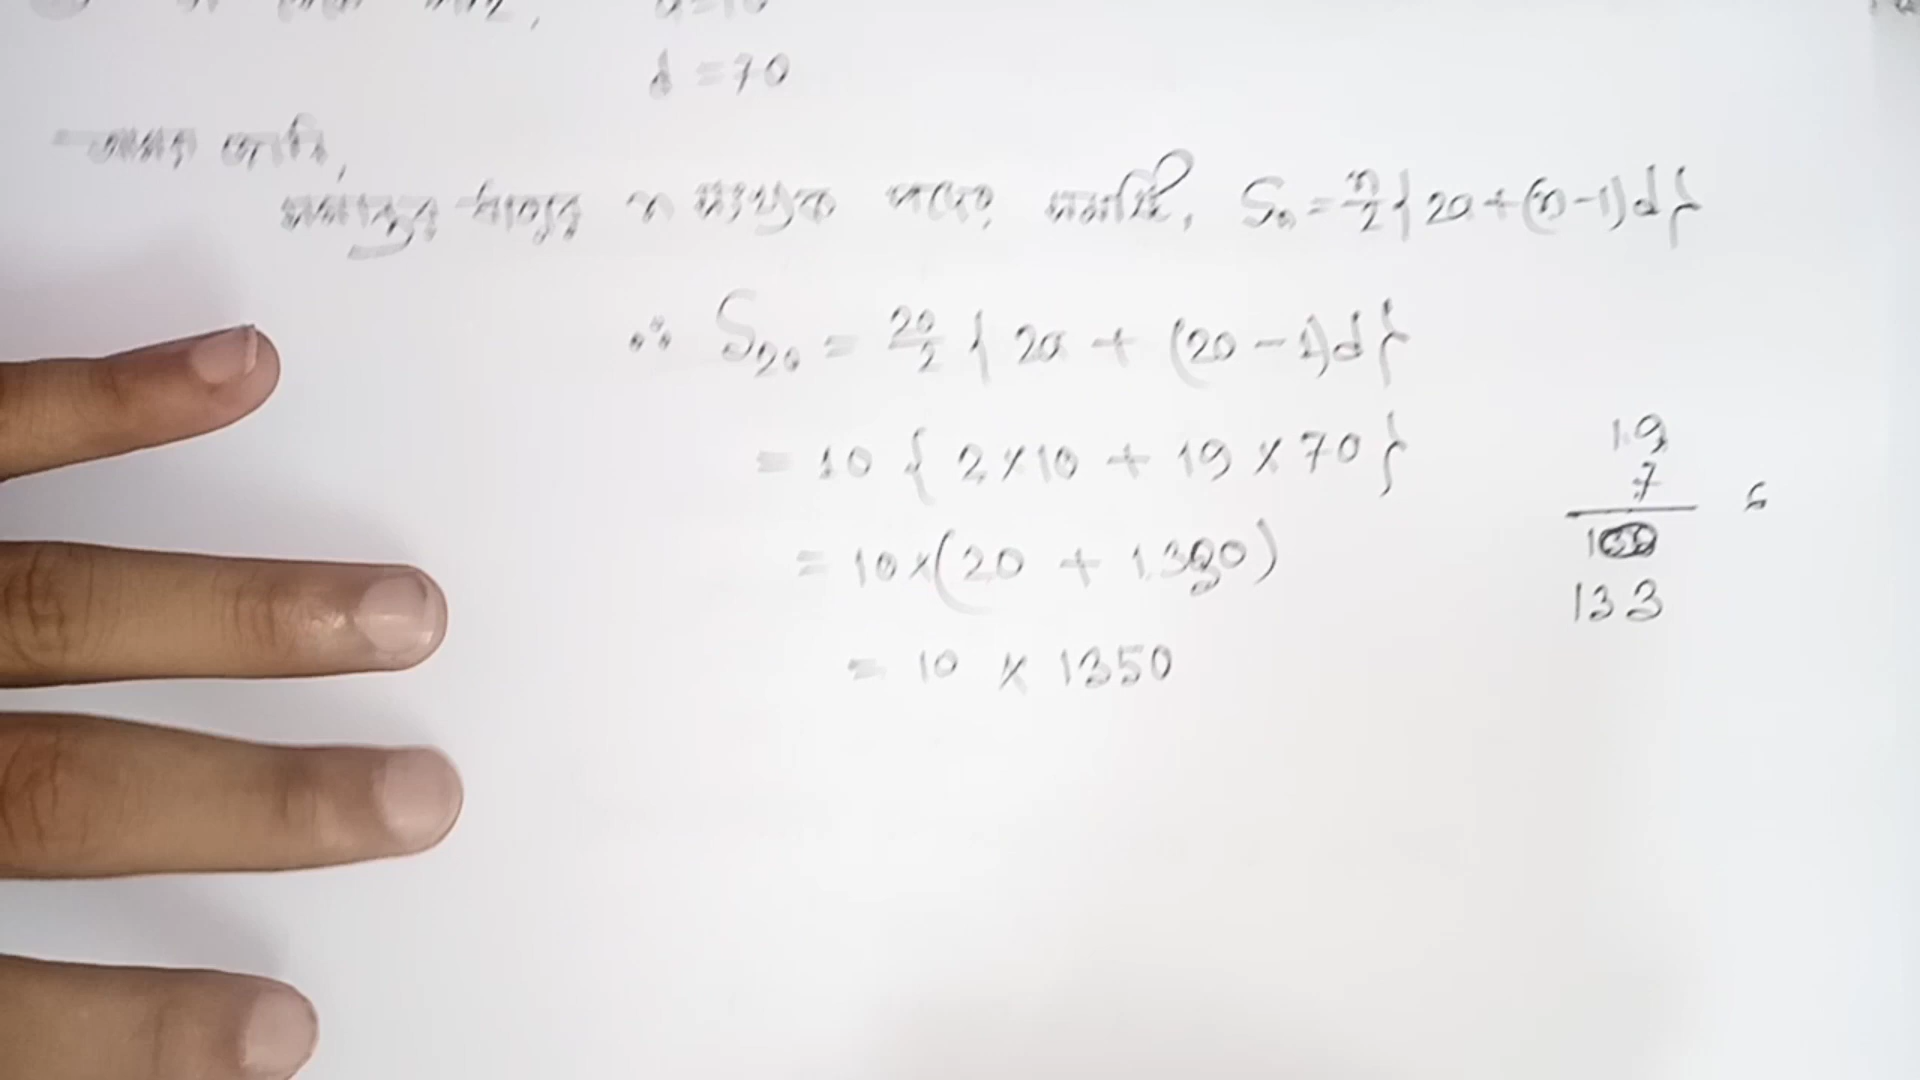 d = 70
আমরা জানি,
সমান্তর ধারার n সংখ্যক পদের সমষ্টি, Sₙ = n/2 { 2a + (n-1)d }
∴ S₂₀ = 20/2 { 2a + (20 - 1)d }
= 10 { 2 × 10 + 19 × 70 }
= 10 × (20 + 1330)
= 10 × 1350
19
7
133